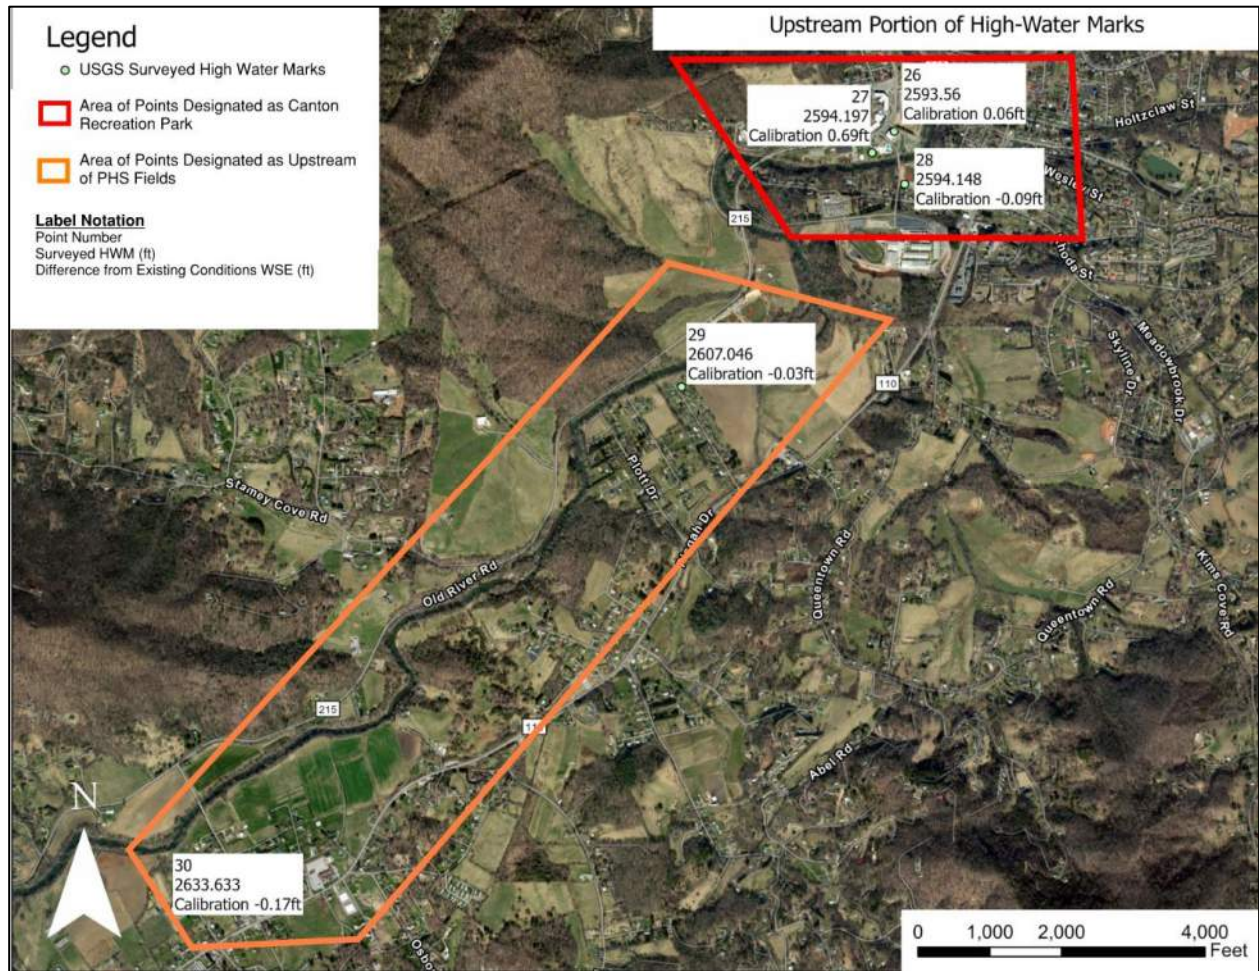 Upstream Portion of High-Water Marks
Legend
USGS Surveyed High Water Marks
Area of Points Designated as Canton
Recreation Park
Area of Points Designated as Upstream
of PHS Fields
Label Notation
Point Number
Surveyed HWM (ft)
Difference from Existing Conditions WSE (ft)
26
2593.56
Calibration 0.06ft
27
2594.197
Calibration 0.69ft
28
2594.148
Calibration -0.09ft
Holtzclaw St
Wesley St
215
29
2607.046
Calibration -0.03ft
Meadowbrook Dr
Skyline Dr
110
Plott Dr
Stamey Cove Rd
Queentown Rd
Old River Rd
Queentown Rd
Kims Cove Rd
215
Abel Rd
N
30
2633.633
Calibration -0.17ft
0 1,000 2,000 4,000
Feet